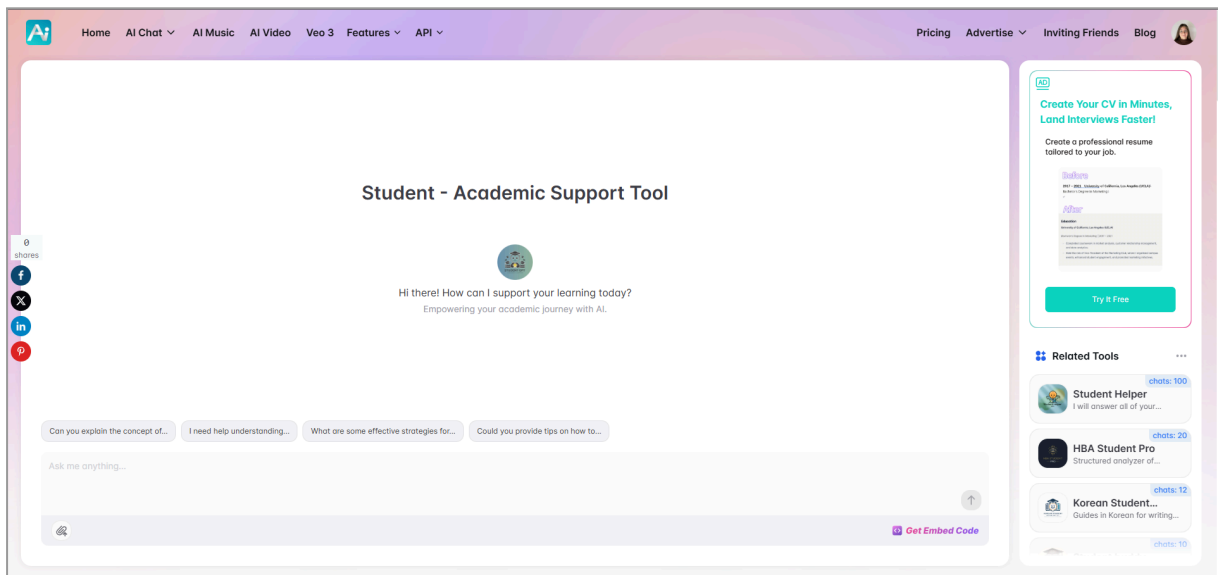 Ai
Home AI Chat AI Music AI Video Veo 3 Features API
Pricing Advertise Inviting Friends Blog
Student - Academic Support Tool
Hi there! How can I support your learning today?
Empowering your academic journey with AI.
0
shares
Can you explain the concept of...
I need help understanding...
What are some effective strategies for...
Could you provide tips on how to...
Ask me anything...
Get Embed Code
AD
Create Your CV in Minutes,
Land Interviews Faster!
Create a professional resume
tailored to your job.
Before
After
Education
Try It Free
Related Tools
chats: 100
Student Helper
I will answer all of your...
chats: 20
HBA Student Pro
Structured analyzer of...
chats: 12
Korean Student...
Guides in Korean for writing...
chats: 10